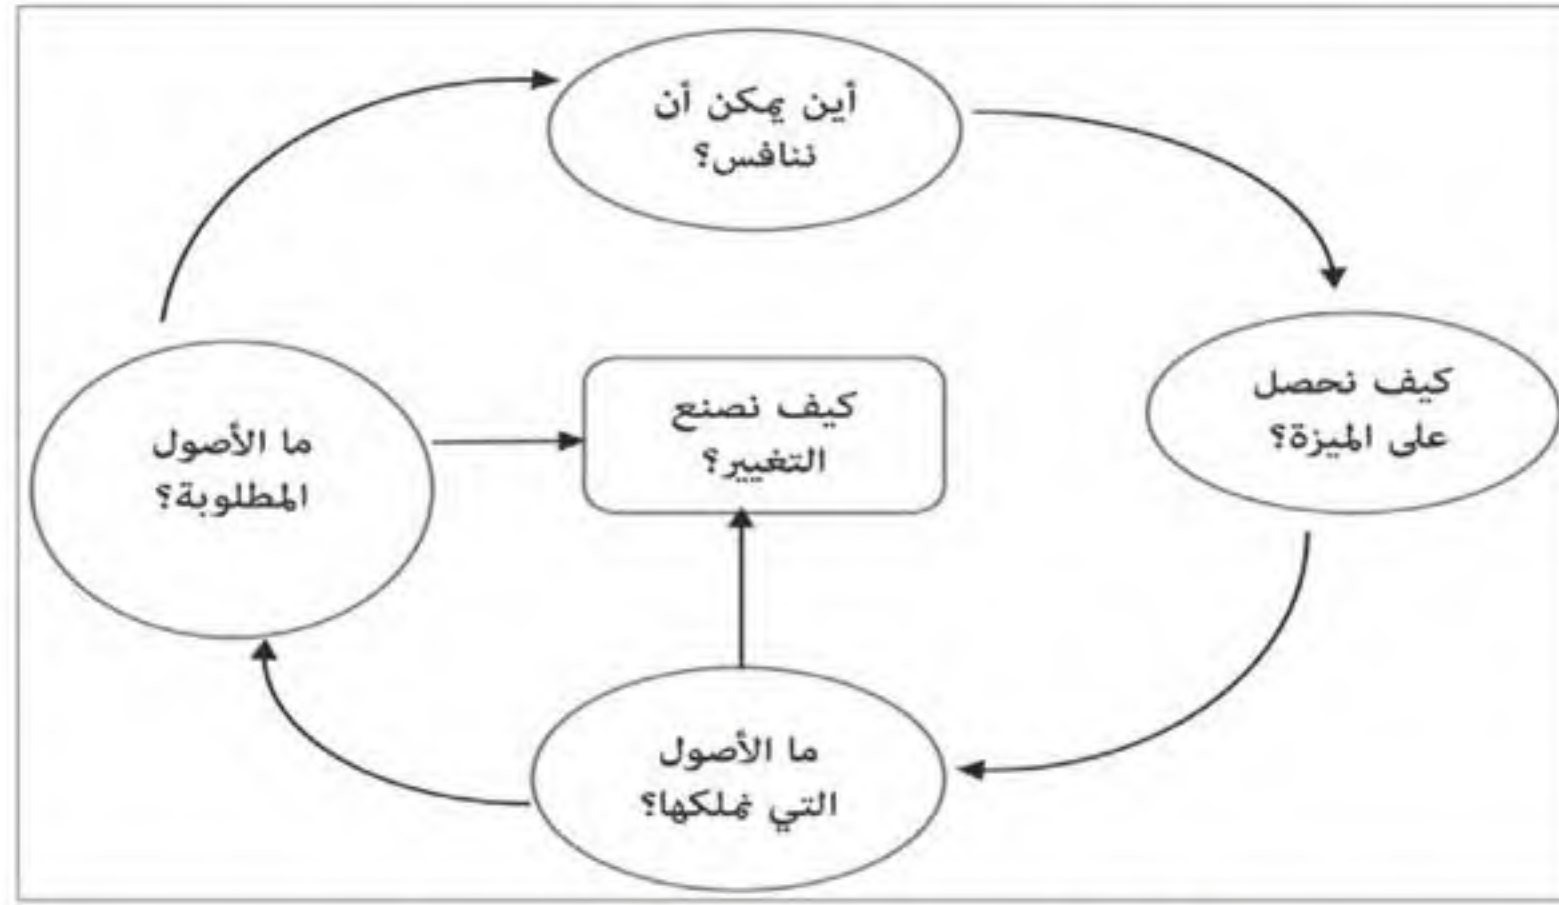 أين يمكن أن
ننافس؟
كيف نحصل
على الميزة؟
كيف نصنع
التغيير؟
ما الأصول
المطلوبة؟
ما الأصول
التي نملكها؟